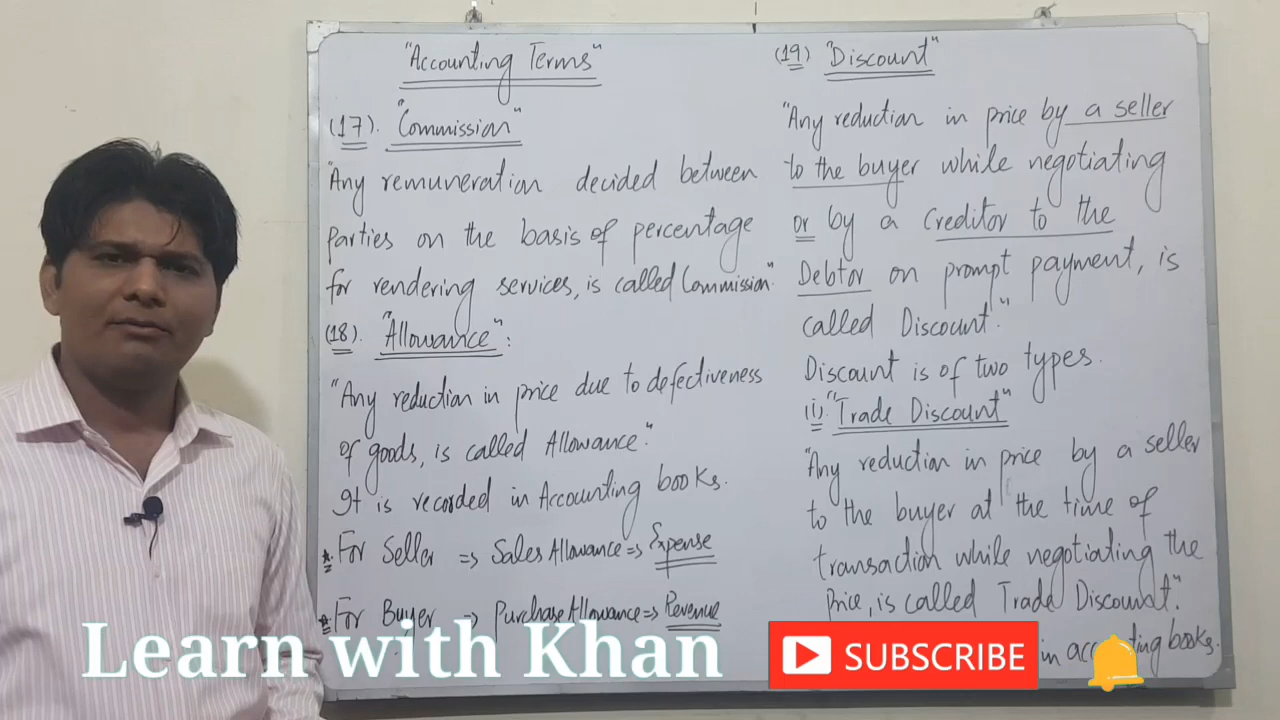 "Accounting Terms"
(17). "Commission"
"Any remuneration decided between
parties on the basis of percentage
for rendering services, is called Commission"
(18). "Allowance":
"Any reduction in price due to defectiveness
of goods, is called Allowance."
It is recorded in Accounting books.
* For Seller => Sales Allowance => Expense
* For Buyer => Purchase Allowance => Revenue
(19) "Discount"
"Any reduction in price by a seller
to the buyer while negotiating
or by a Creditor to the
Debtor on prompt payment, is
called Discount."
Discount is of two types.
(i). "Trade Discount"
"Any reduction in price by a seller
to the buyer at the time of
transaction while negotiating the
Price, is called Trade Discount."
in accounting books.
Learn with Khan
SUBSCRIBE